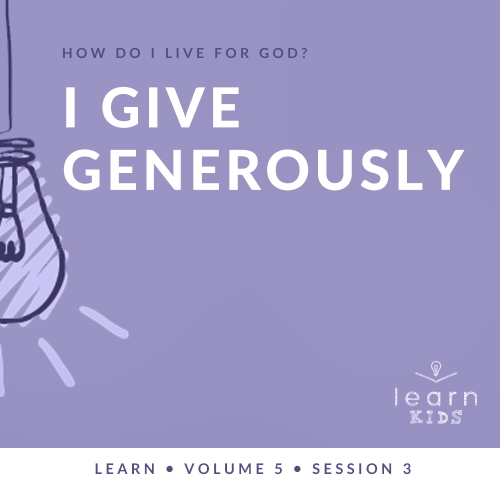 HOW DO I LIVE FOR GOD?
I GIVE
GENEROUSLY
learn
KIDS
LEARN • VOLUME 5 • SESSION 3